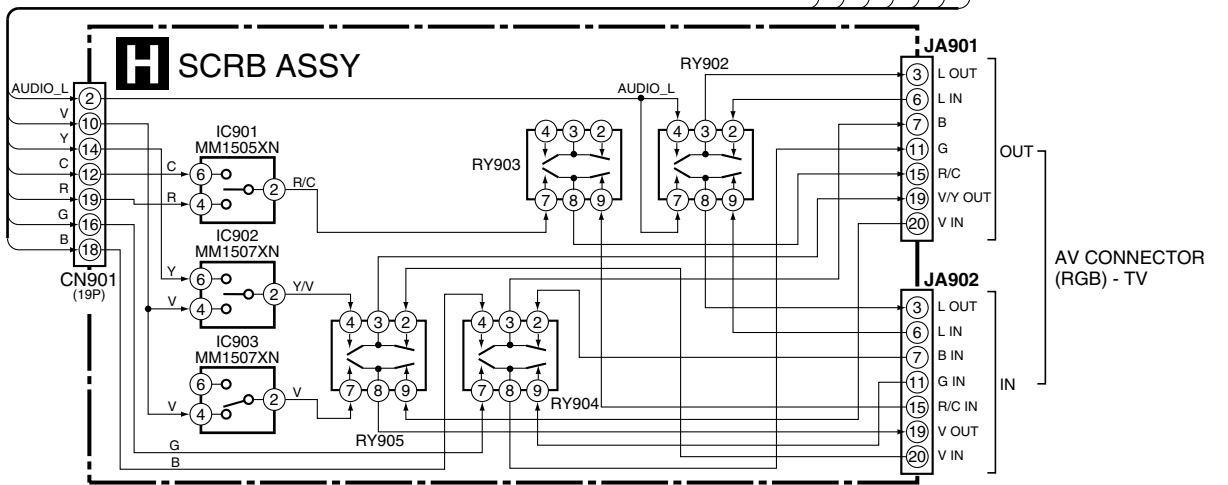 H SCRB ASSY
AUDIO_L
2
V
10
Y
14
C
12
R
19
G
16
B
18
CN901
(19P)
IC901
MM1505XN
C
6
R
4
2
R/C
IC902
MM1507XN
Y
6
V
4
2
Y/V
IC903
MM1507XN
6
V
4
2
V
G
B
RY903
4 3 2
7 8 9
AUDIO_L
RY902
4 3 2
7 8 9
4 3 2
7 8 9
RY905
4 3 2
7 8 9
RY904
JA901
3 L OUT
6 L IN
7 B
11 G
15 R/C
19 V/Y OUT
20 V IN
OUT
JA902
3 L OUT
6 L IN
7 B IN
11 G IN
15 R/C IN
19 V OUT
20 V IN
IN
AV CONNECTOR
(RGB) - TV